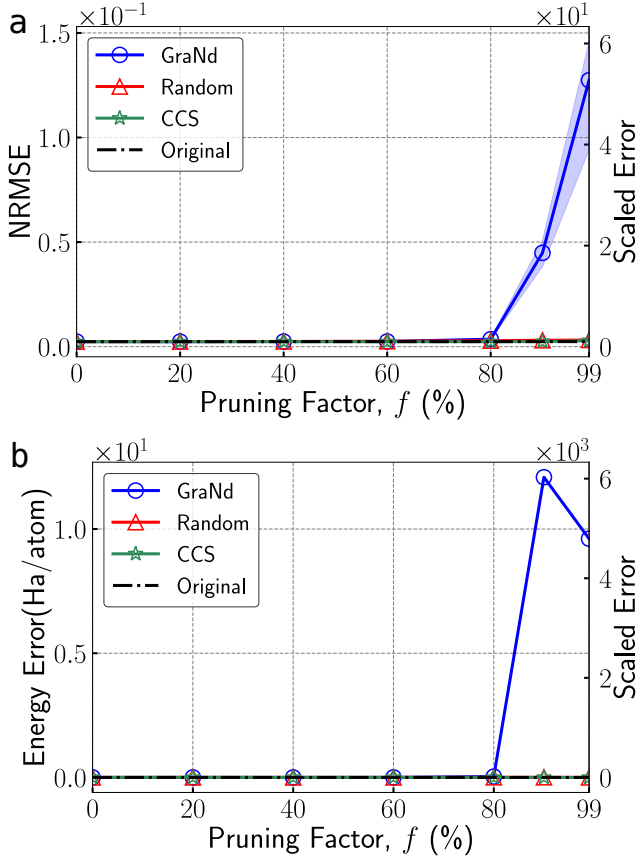 a
×10⁻¹
×10¹
1.5
1.0
0.5
0.0
NRMSE
GraNd
Random
CCS
Original
6
4
2
0
Scaled Error
0
20
40
60
80
99
Pruning Factor, f (%)
b
×10¹
×10³
1.0
0.5
0.0
Energy Error(Ha/atom)
GraNd
Random
CCS
Original
6
4
2
0
Scaled Error
0
20
40
60
80
99
Pruning Factor, f (%)